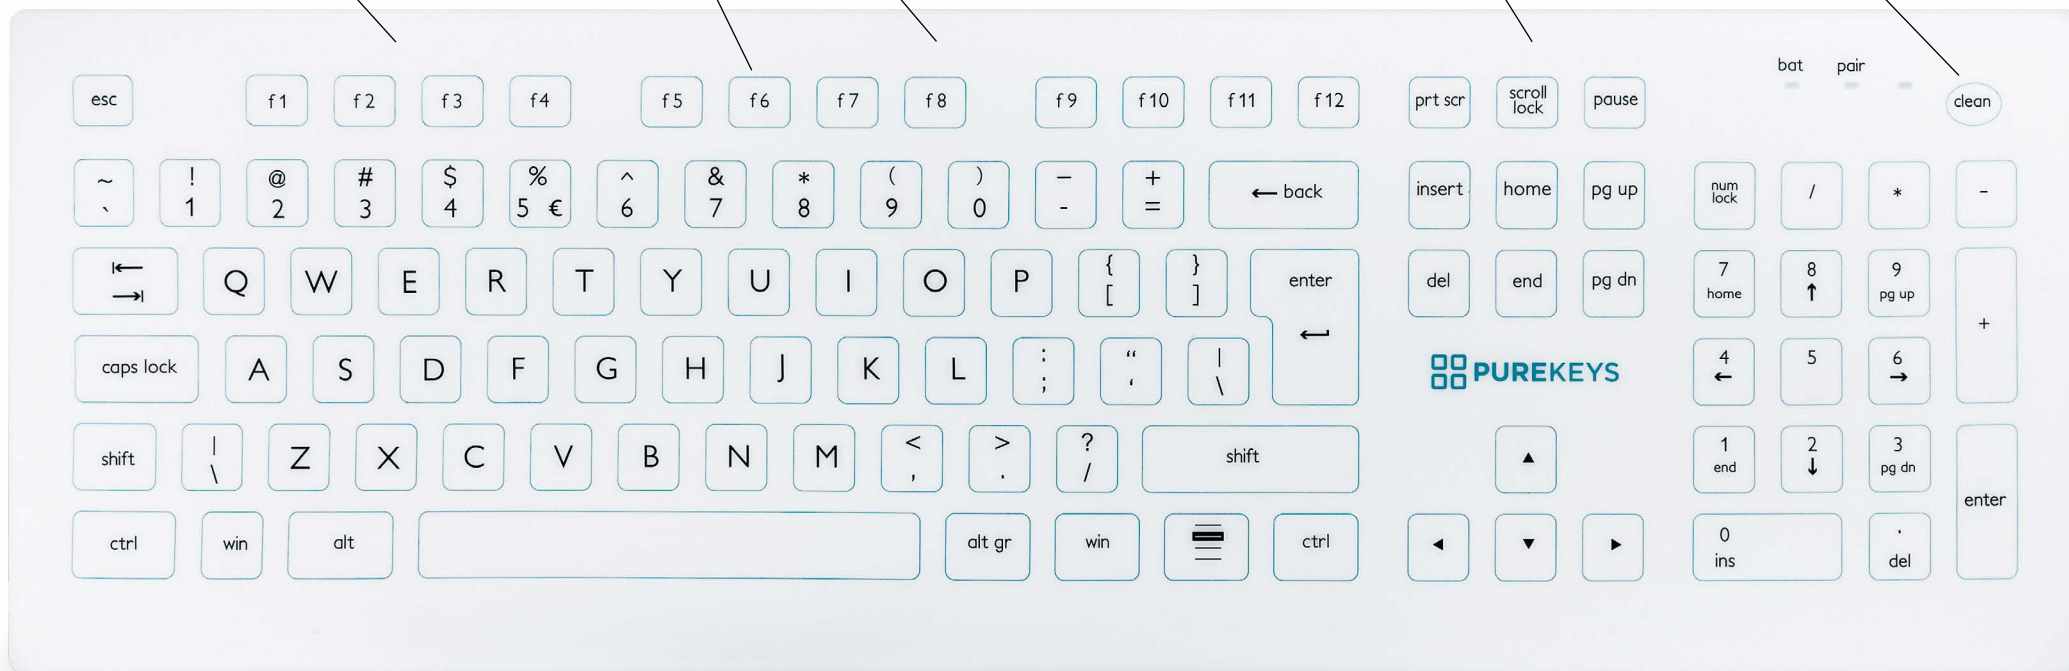 bat pair
esc f1 f2 f3 f4 f5 f6 f7 f8 f9 f10 f11 f12 prt scr scroll lock pause clean
~ ! @ # $ % ^ & * ( ) _ +
` 1 2 3 4 5 € 6 7 8 9 0 - = ← back insert home pg up num lock / * -
|← →| Q W E R T Y U I O P { [ } ] enter ↵ del end pg dn 7 home 8 ↑ 9 pg up +
caps lock A S D F G H J K L : ; “ ‘ | \ PUREKEYS 4 ← 5 6 →
shift | \ Z X C V B N M < , > . ? / shift ▲ 1 end 2 ↓ 3 pg dn enter
ctrl win alt alt gr win ctrl ◄ ▼ ► 0 ins . del